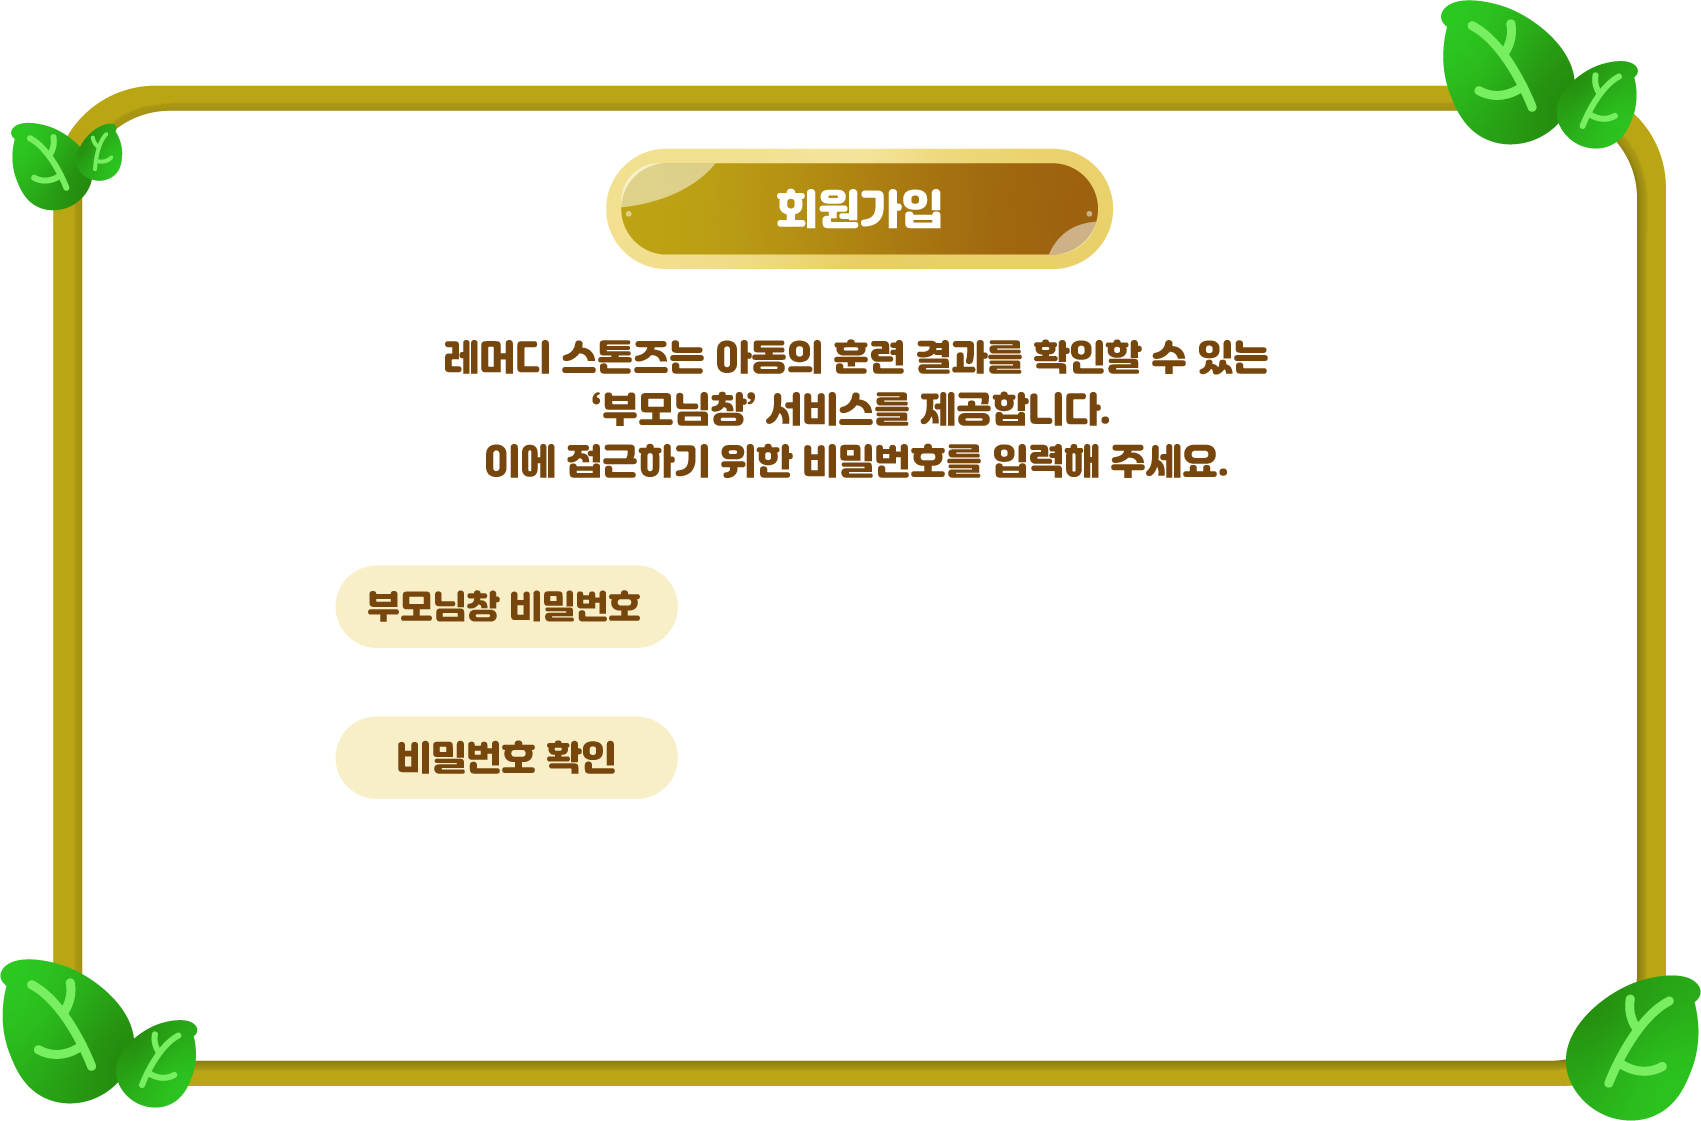 회원가입
레머디 스톤즈는 아동의 훈련 결과를 확인할 수 있는
‘부모님창’ 서비스를 제공합니다.
이에 접근하기 위한 비밀번호를 입력해 주세요.
부모님창 비밀번호
비밀번호 확인